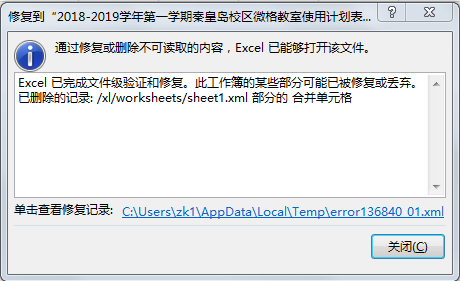 修复到“2018-2019学年第一学期秦皇岛校区微格教室使用计划表...
通过修复或删除不可读取的内容，Excel 已能够打开该文件。
Excel 已完成文件级验证和修复。此工作簿的某些部分可能已被修复或丢弃。
已删除的记录: /xl/worksheets/sheet1.xml 部分的 合并单元格
单击查看修复记录: C:\Users\zk1\AppData\Local\Temp\error136840_01.xml
关闭(C)